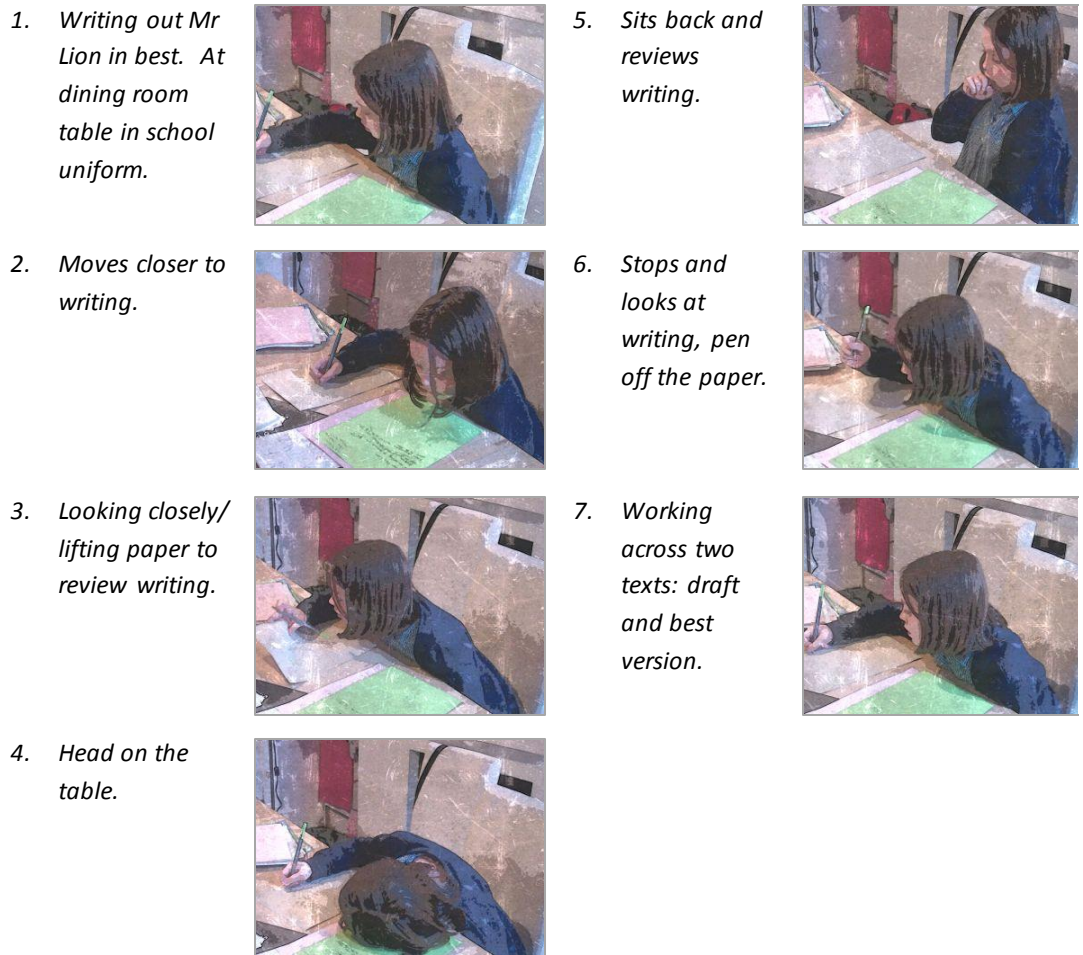 1. Writing out Mr
Lion in best. At
dining room
table in school
uniform.
2. Moves closer to
writing.
3. Looking closely/
lifting paper to
review writing.
4. Head on the
table.
5. Sits back and
reviews
writing.
6. Stops and
looks at
writing, pen
off the paper.
7. Working
across two
texts: draft
and best
version.